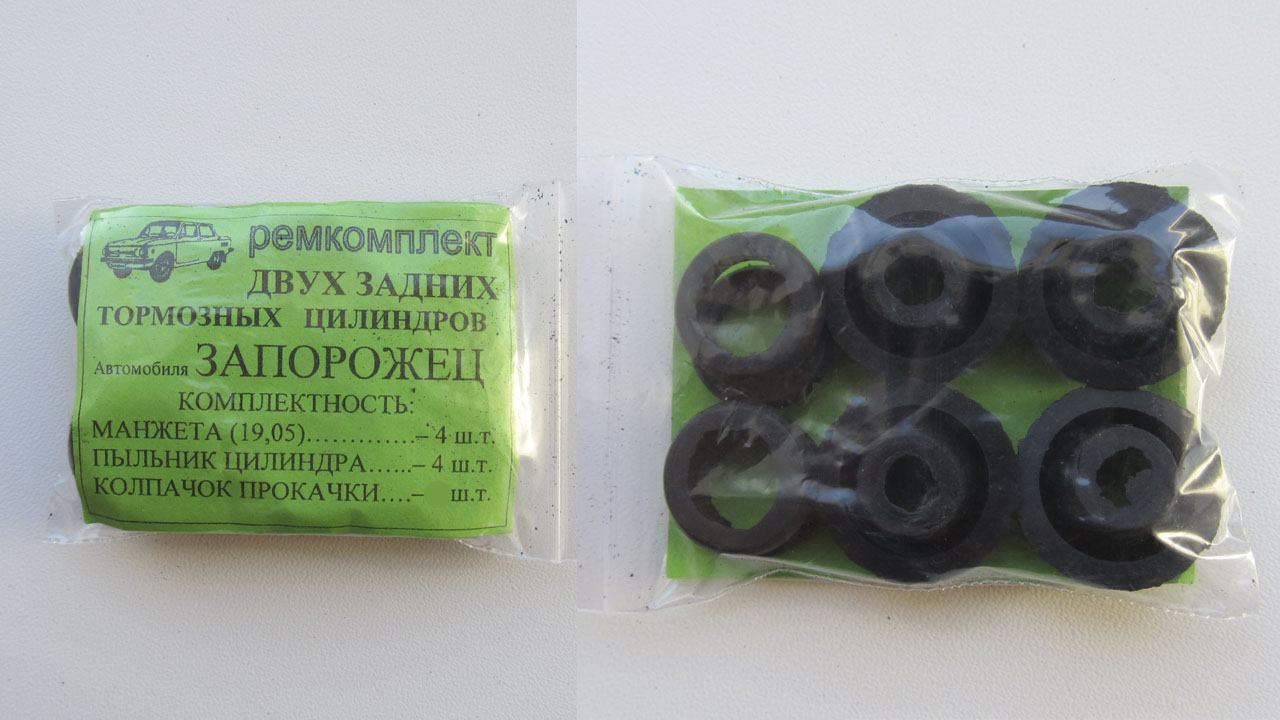 ремкомплект
ДВУХ ЗАДНИХ
ТОРМОЗНЫХ ЦИЛИНДРОВ
Автомобиля ЗАПОРОЖЕЦ
КОМПЛЕКТНОСТЬ:
МАНЖЕТА (19,05)…………–4 ш.т.
ПЫЛЬНИК ЦИЛИНДРА…...–4 ш.т.
КОЛПАЧОК ПРОКАЧКИ….– ш.т.